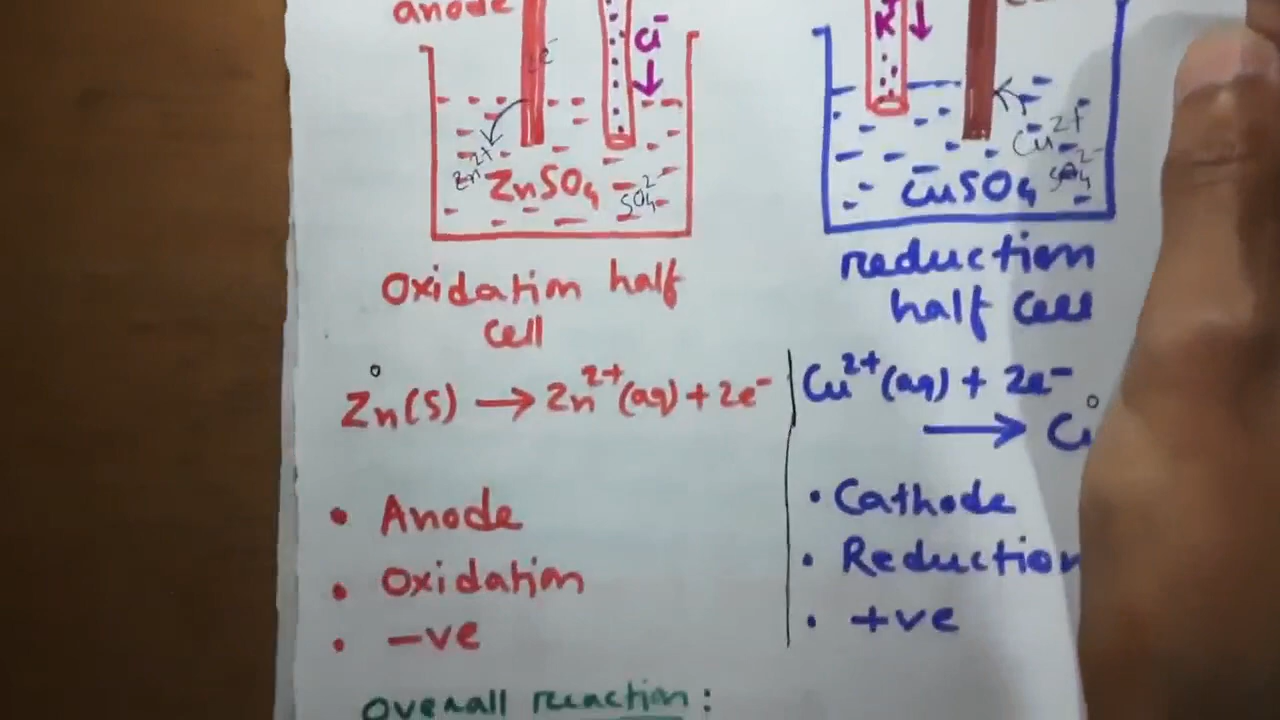 anode
2e⁻
Cl⁻
K⁺
Zn²⁺
ZnSO₄
SO₄²⁻
Cu²⁺
CuSO₄
SO₄²⁻
Oxidation half
cell
reduction
half cell
Zn°(s) → Zn²⁺(aq) + 2e⁻
Cu²⁺(aq) + 2e⁻
→
• Anode
• Oxidation
• −ve
• Cathode
• Reduction
• +ve
Overall reaction: